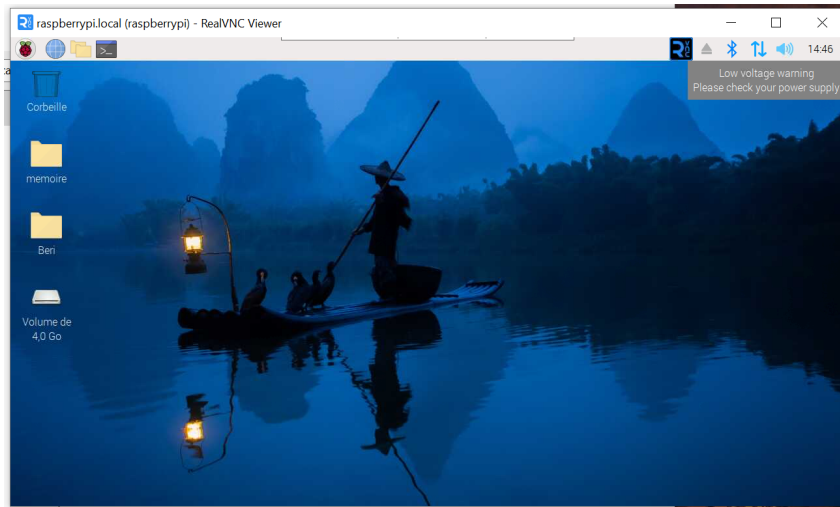 raspberrypi.local (raspberrypi) - RealVNC Viewer
14:46
Low voltage warning
Please check your power supply
Corbeille
memoire
Beri
Volume de
4,0 Go